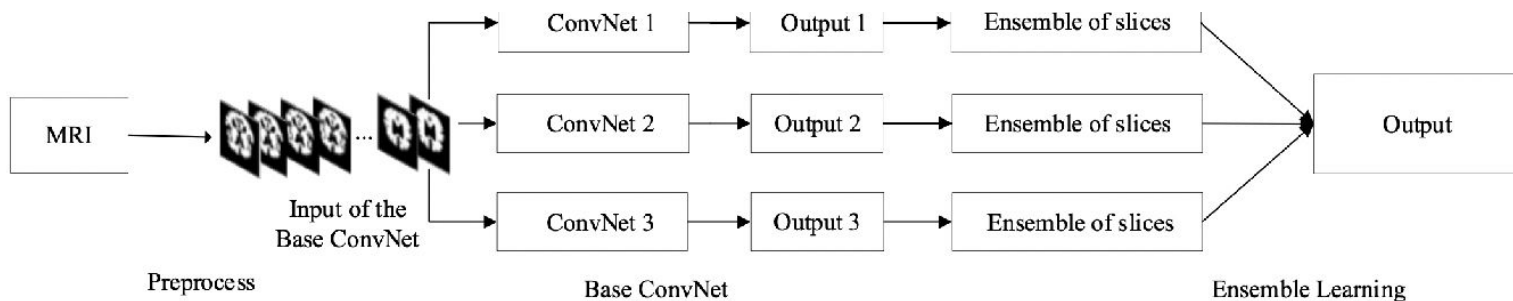 ConvNet 1
Output 1
Ensemble of slices
MRI
...
ConvNet 2
Output 2
Ensemble of slices
Output
Input of the
Base ConvNet
ConvNet 3
Output 3
Ensemble of slices
Preprocess
Base ConvNet
Ensemble Learning